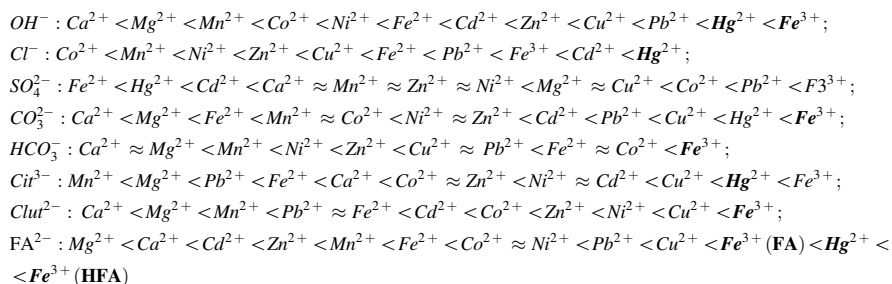 OH⁻ : Ca²⁺ < Mg²⁺ < Mn²⁺ < Co²⁺ < Ni²⁺ < Fe²⁺ < Cd²⁺ < Zn²⁺ < Cu²⁺ < Pb²⁺ < Hg²⁺ < Fe³⁺;
Cl⁻ : Co²⁺ < Mn²⁺ < Ni²⁺ < Zn²⁺ < Cu²⁺ < Fe²⁺ < Pb²⁺ < Fe³⁺ < Cd²⁺ < Hg²⁺;
SO₄²⁻ : Fe²⁺ < Hg²⁺ < Cd²⁺ < Ca²⁺ ≈ Mn²⁺ ≈ Zn²⁺ ≈ Ni²⁺ < Mg²⁺ ≈ Cu²⁺ < Co²⁺ < Pb²⁺ < F3³⁺;
CO₃²⁻ : Ca²⁺ < Mg²⁺ < Fe²⁺ < Mn²⁺ ≈ Co²⁺ < Ni²⁺ ≈ Zn²⁺ < Cd²⁺ < Pb²⁺ < Cu²⁺ < Hg²⁺ < Fe³⁺;
HCO₃⁻ : Ca²⁺ ≈ Mg²⁺ < Mn²⁺ < Ni²⁺ < Zn²⁺ < Cu²⁺ ≈ Pb²⁺ < Fe²⁺ ≈ Co²⁺ < Fe³⁺;
Cit³⁻ : Mn²⁺ < Mg²⁺ < Pb²⁺ < Fe²⁺ < Ca²⁺ < Co²⁺ ≈ Zn²⁺ < Ni²⁺ ≈ Cd²⁺ < Cu²⁺ < Hg²⁺ < Fe³⁺;
Clut²⁻ : Ca²⁺ < Mg²⁺ < Mn²⁺ < Pb²⁺ ≈ Fe²⁺ < Cd²⁺ < Co²⁺ < Zn²⁺ < Ni²⁺ < Cu²⁺ < Fe³⁺;
FA²⁻ : Mg²⁺ < Ca²⁺ < Cd²⁺ < Zn²⁺ < Mn²⁺ < Fe²⁺ < Co²⁺ ≈ Ni²⁺ < Pb²⁺ < Cu²⁺ < Fe³⁺(FA) < Hg²⁺ <
< Fe³⁺(HFA)